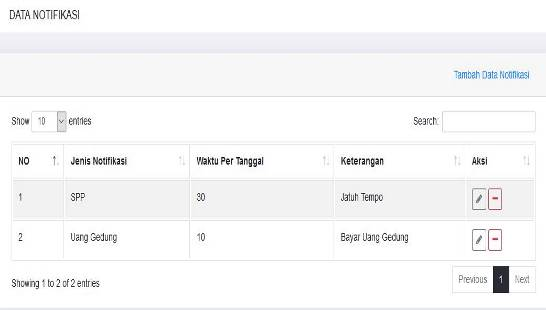 DATA NOTIFIKASI
Tambah Data Notifikasi
Show 10 entries Search:
NO Jenis Notifikasi Waktu Per Tanggal Keterangan Aksi
1 SPP 30 Jatuh Tempo
2 Uang Gedung 10 Bayar Uang Gedung
Showing 1 to 2 of 2 entries Previous 1 Next